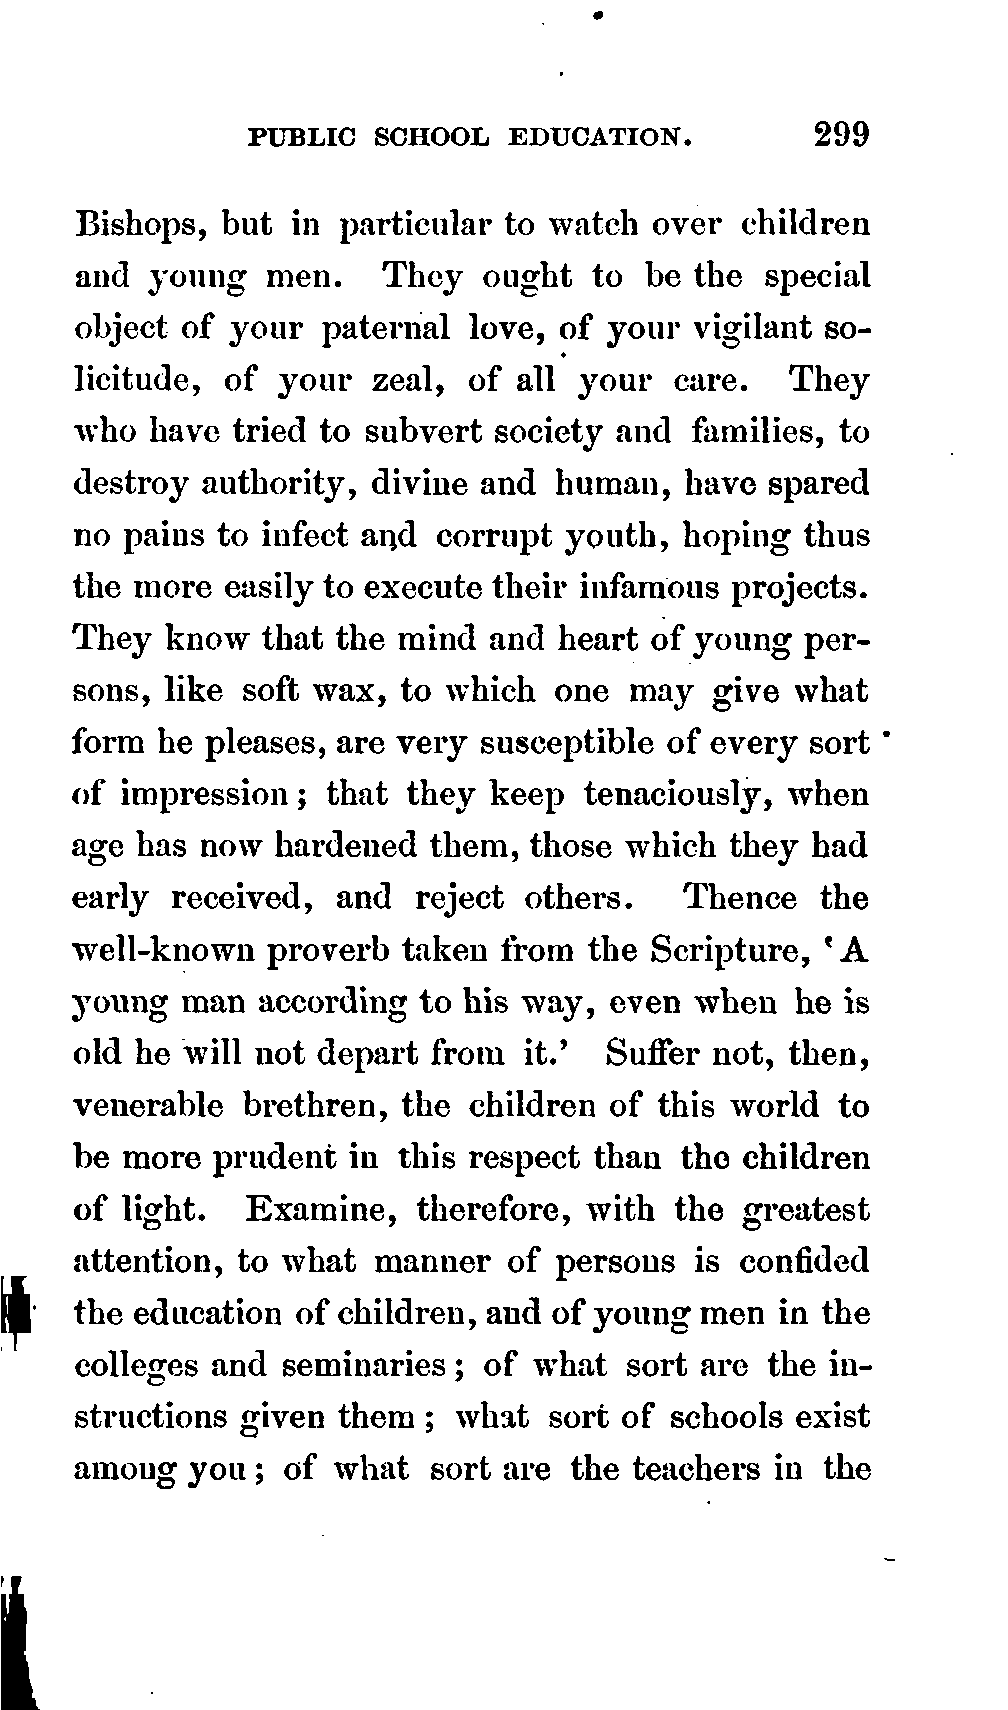 PUBLIC SCHOOL EDUCATION. 299
Bishops, but in particular to watch over children
and young men. They ought to be the special
object of your paternal love, of your vigilant so-
licitude, of your zeal, of all your care. They
who have tried to subvert society and families, to
destroy authority, divine and human, have spared
no pains to infect and corrupt youth, hoping thus
the more easily to execute their infamous projects.
They know that the mind and heart of young per-
sons, like soft wax, to which one may give what
form he pleases, are very susceptible of every sort
of impression; that they keep tenaciously, when
age has now hardened them, those which they had
early received, and reject others. Thence the
well-known proverb taken from the Scripture, ‘A
young man according to his way, even when he is
old he will not depart from it.’ Suffer not, then,
venerable brethren, the children of this world to
be more prudent in this respect than the children
of light. Examine, therefore, with the greatest
attention, to what manner of persons is confided
the education of children, and of young men in the
colleges and seminaries; of what sort are the in-
structions given them; what sort of schools exist
among you; of what sort are the teachers in the